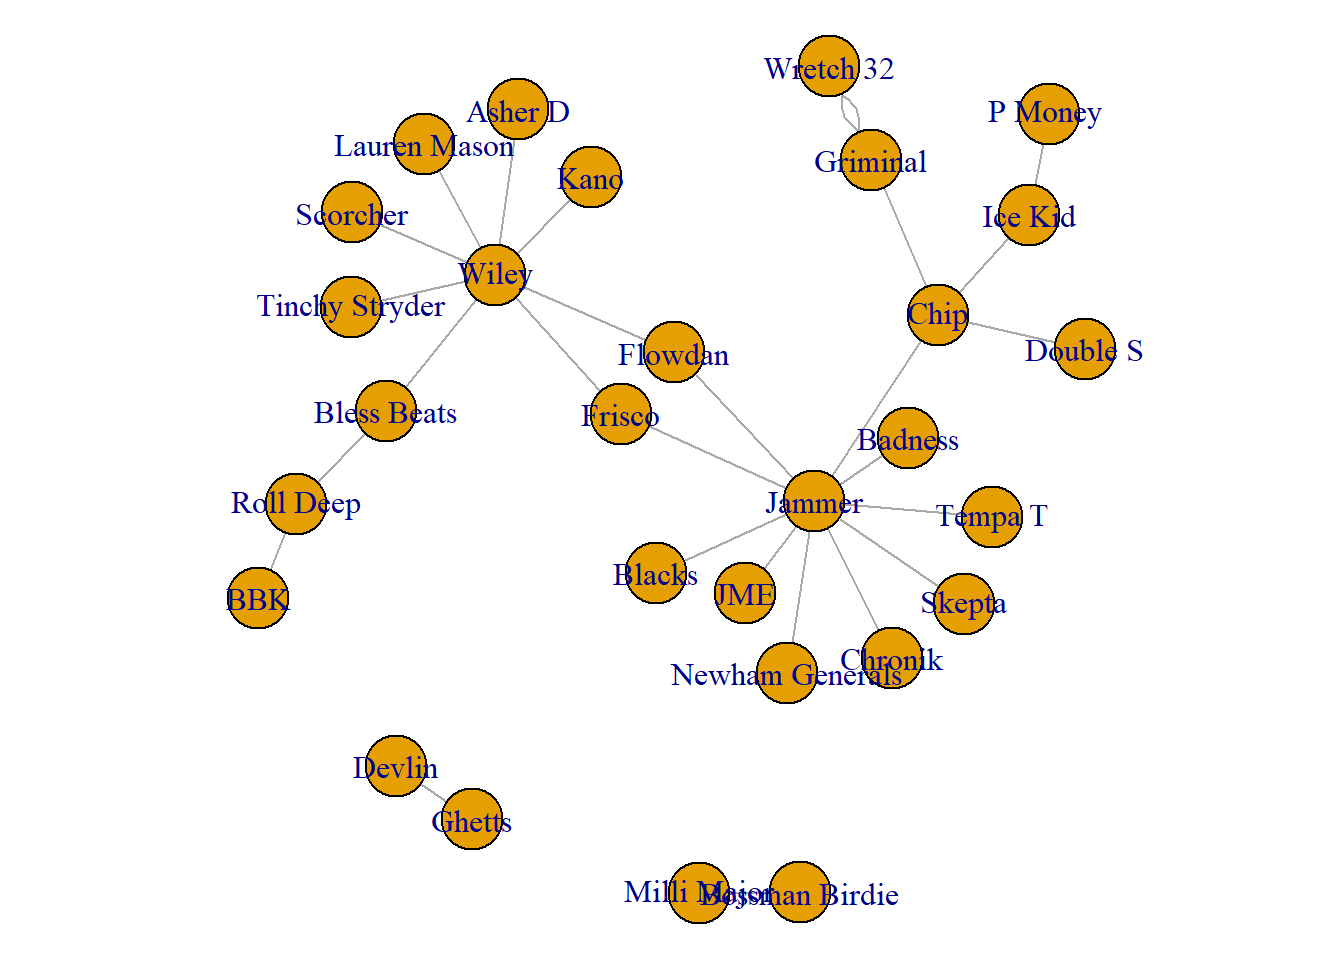 Wretch 32
Asher D
P Money
Lauren Mason
Griminal
Kano
Scorcher
Ice Kid
Wiley
Tinchy Stryder
Chip
Flowdan
Double S
Bless Beats
Frisco
Badness
Roll Deep
Jammer
Tempa T
Blacks
BBK
JME
Skepta
Chronik
Newham Generals
Devlin
Ghetts
Milli Major
Bossman Birdie